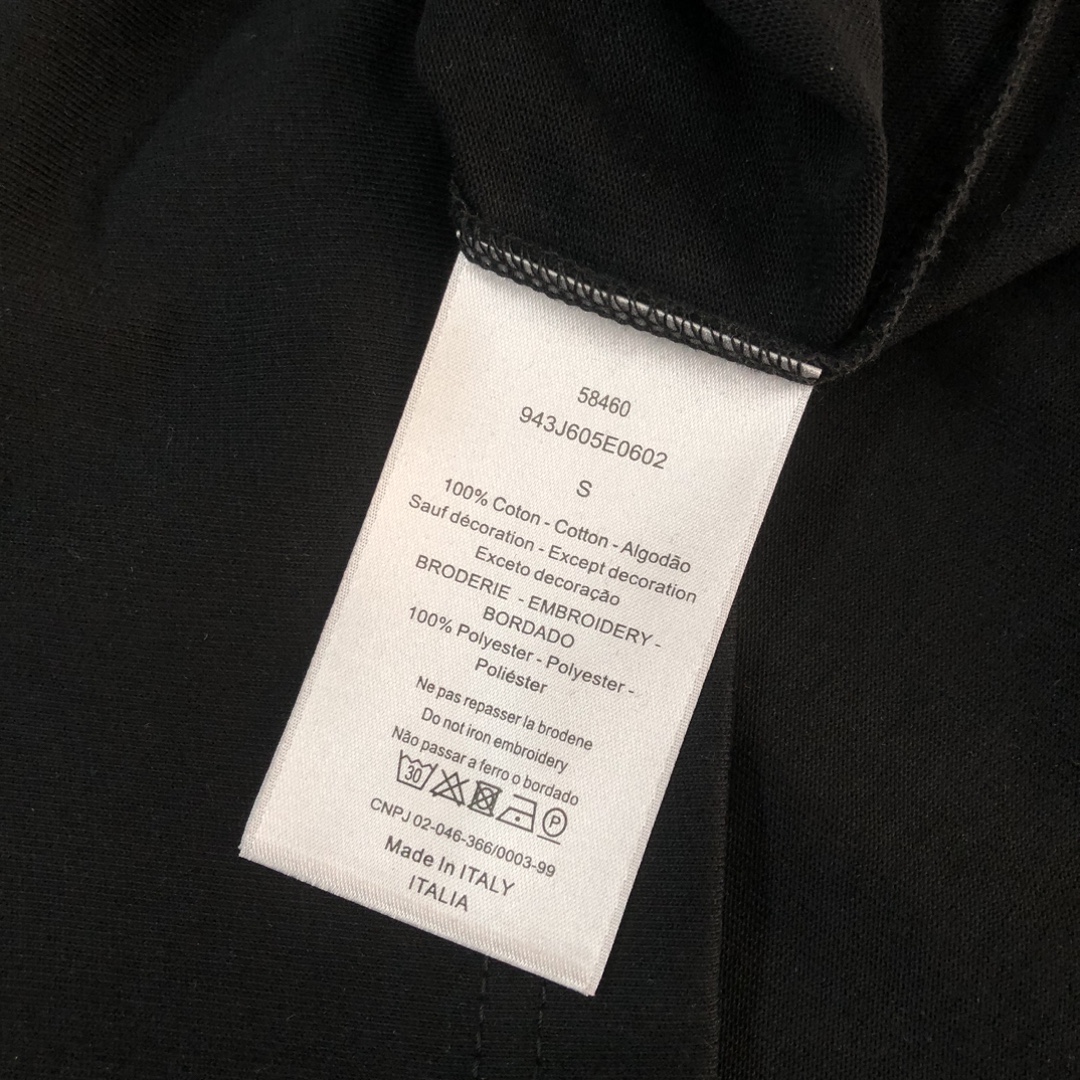 58460
943J605E0602
S
100% Coton - Cotton - Algodão
Sauf décoration - Except decoration
Exceto decoração
BRODERIE - EMBROIDERY -
BORDADO
100% Polyester - Polyester -
Poliéster
Ne pas repasser la brodene
Do not iron embroidery
Não passar a ferro o bordado
30 P
CNPJ 02-046-366/0003-99
Made In ITALY
ITALIA